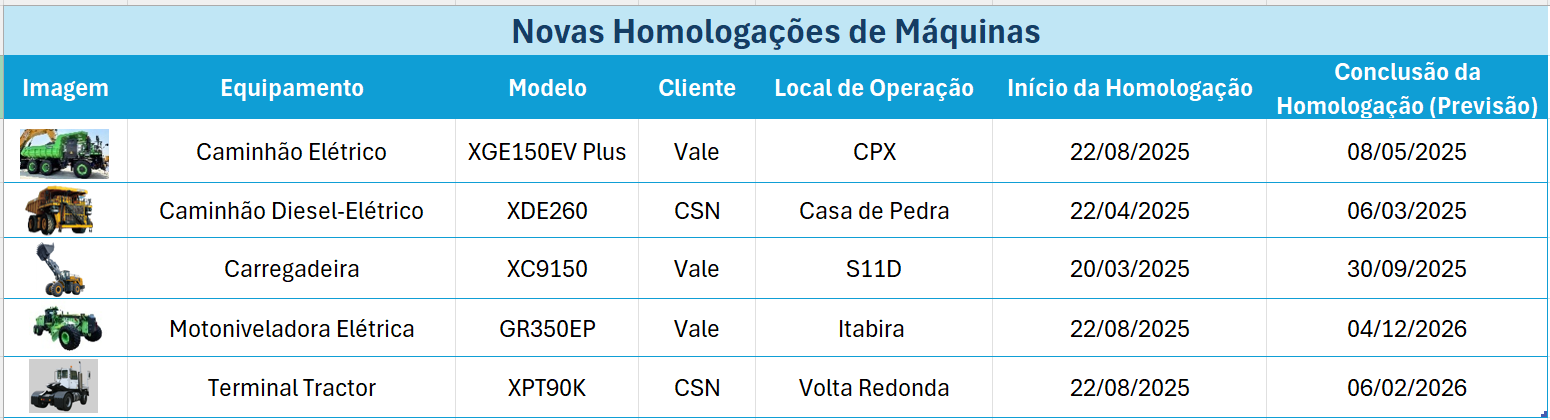 Novas Homologações de Máquinas
Imagem Equipamento Modelo Cliente Local de Operação Início da Homologação Conclusão da Homologação (Previsão)
Caminhão Elétrico XGE150EV Plus Vale CPX 22/08/2025 08/05/2025
Caminhão Diesel-Elétrico XDE260 CSN Casa de Pedra 22/04/2025 06/03/2025
Carregadeira XC9150 Vale S11D 20/03/2025 30/09/2025
Motoniveladora Elétrica GR350EP Vale Itabira 22/08/2025 04/12/2026
Terminal Tractor XPT90K CSN Volta Redonda 22/08/2025 06/02/2026